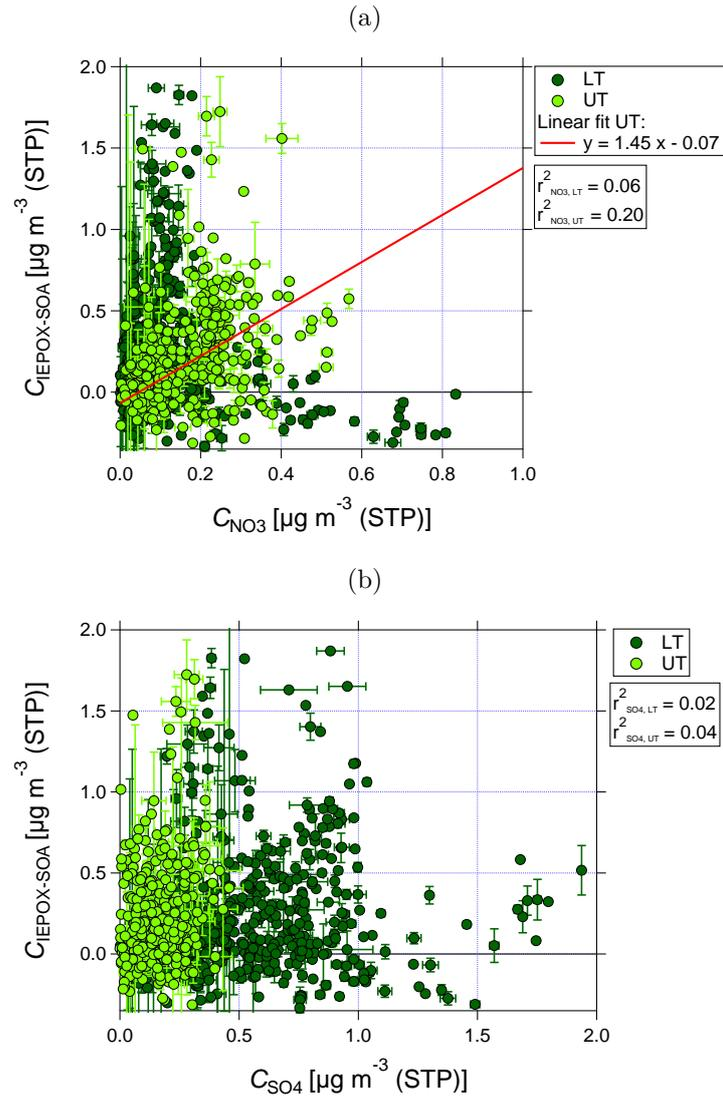 (a)
2.0
1.5
1.0
0.5
0.0
0.0 0.2 0.4 0.6 0.8 1.0
C_IEPOX-SOA [µg m⁻³ (STP)]
C_NO3 [µg m⁻³ (STP)]
LT
UT
Linear fit UT:
y = 1.45 x - 0.07
r²_NO3, LT = 0.06
r²_NO3, UT = 0.20
(b)
2.0
1.5
1.0
0.5
0.0
0.0 0.5 1.0 1.5 2.0
C_IEPOX-SOA [µg m⁻³ (STP)]
C_SO4 [µg m⁻³ (STP)]
LT
UT
r²_SO4, LT = 0.02
r²_SO4, UT = 0.04